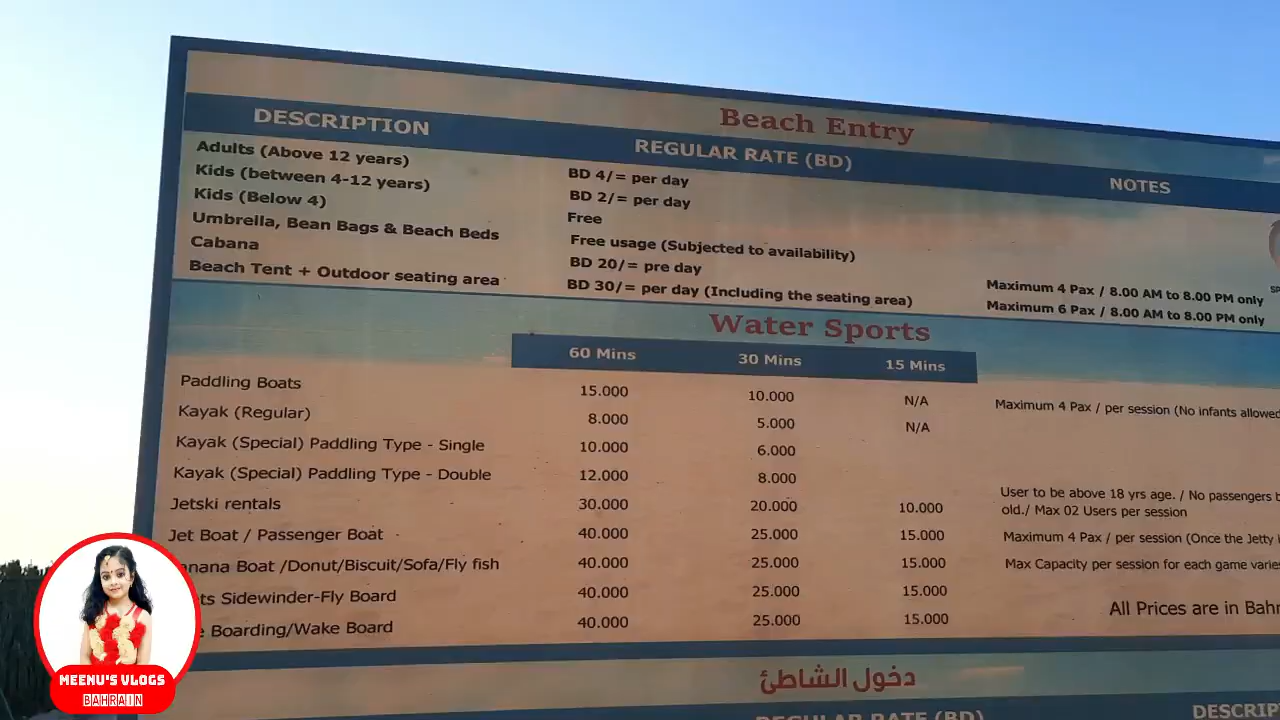 Beach Entry
DESCRIPTION REGULAR RATE (BD) NOTES
Adults (Above 12 years) BD 4/= per day
Kids (between 4-12 years) BD 2/= per day
Kids (Below 4) Free
Umbrella, Bean Bags & Beach Beds Free usage (Subjected to availability)
Cabana BD 20/= pre day Maximum 4 Pax / 8.00 AM to 8.00 PM only
Beach Tent + Outdoor seating area BD 30/= per day (Including the seating area) Maximum 6 Pax / 8.00 AM to 8.00 PM only
Water Sports
60 Mins 30 Mins 15 Mins
Paddling Boats 15.000 10.000 N/A Maximum 4 Pax / per session (No infants allowed
Kayak (Regular) 8.000 5.000 N/A
Kayak (Special) Paddling Type - Single 10.000 6.000
Kayak (Special) Paddling Type - Double 12.000 8.000
Jetski rentals 30.000 20.000 10.000 User to be above 18 yrs age. / No passengers
old./ Max 02 Users per session
Jet Boat / Passenger Boat 40.000 25.000 15.000 Maximum 4 Pax / per session (Once the Jetty
Boat /Donut/Biscuit/Sofa/Fly fish 40.000 25.000 15.000 Max Capacity per session for each game varies
Sidewinder-Fly Board 40.000 25.000 15.000
Boarding/Wake Board 40.000 25.000 15.000
All Prices are in
دخول الشاطئ
REGULAR RATE (BD)
MEENU'S VLOGS
BAHRAIN